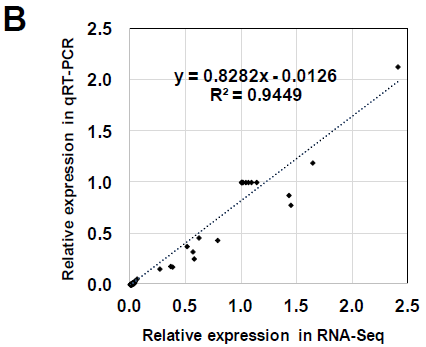 B
2.5
2.0
1.5
1.0
0.5
0.0
Relative expression in qRT-PCR
y = 0.8282x - 0.0126
R² = 0.9449
0.0 0.5 1.0 1.5 2.0 2.5
Relative expression in RNA-Seq